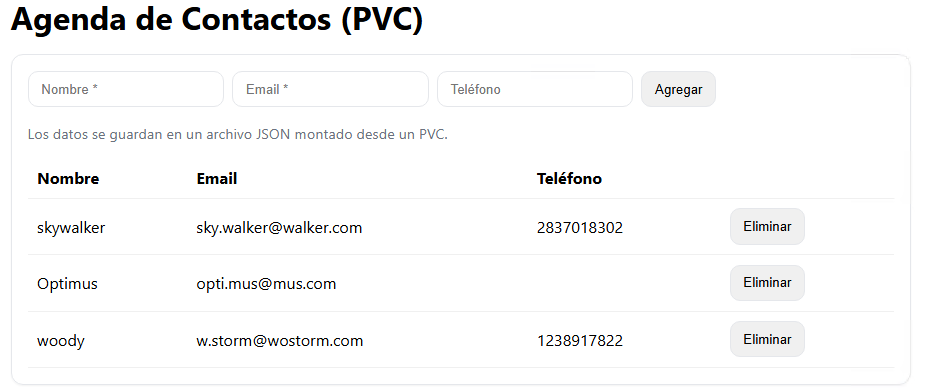 Agenda de Contactos (PVC)
Nombre * Email * Teléfono Agregar
Los datos se guardan en un archivo JSON montado desde un PVC.
Nombre Email Teléfono
skywalker sky.walker@walker.com 2837018302 Eliminar
Optimus opti.mus@mus.com Eliminar
woody w.storm@wostorm.com 1238917822 Eliminar